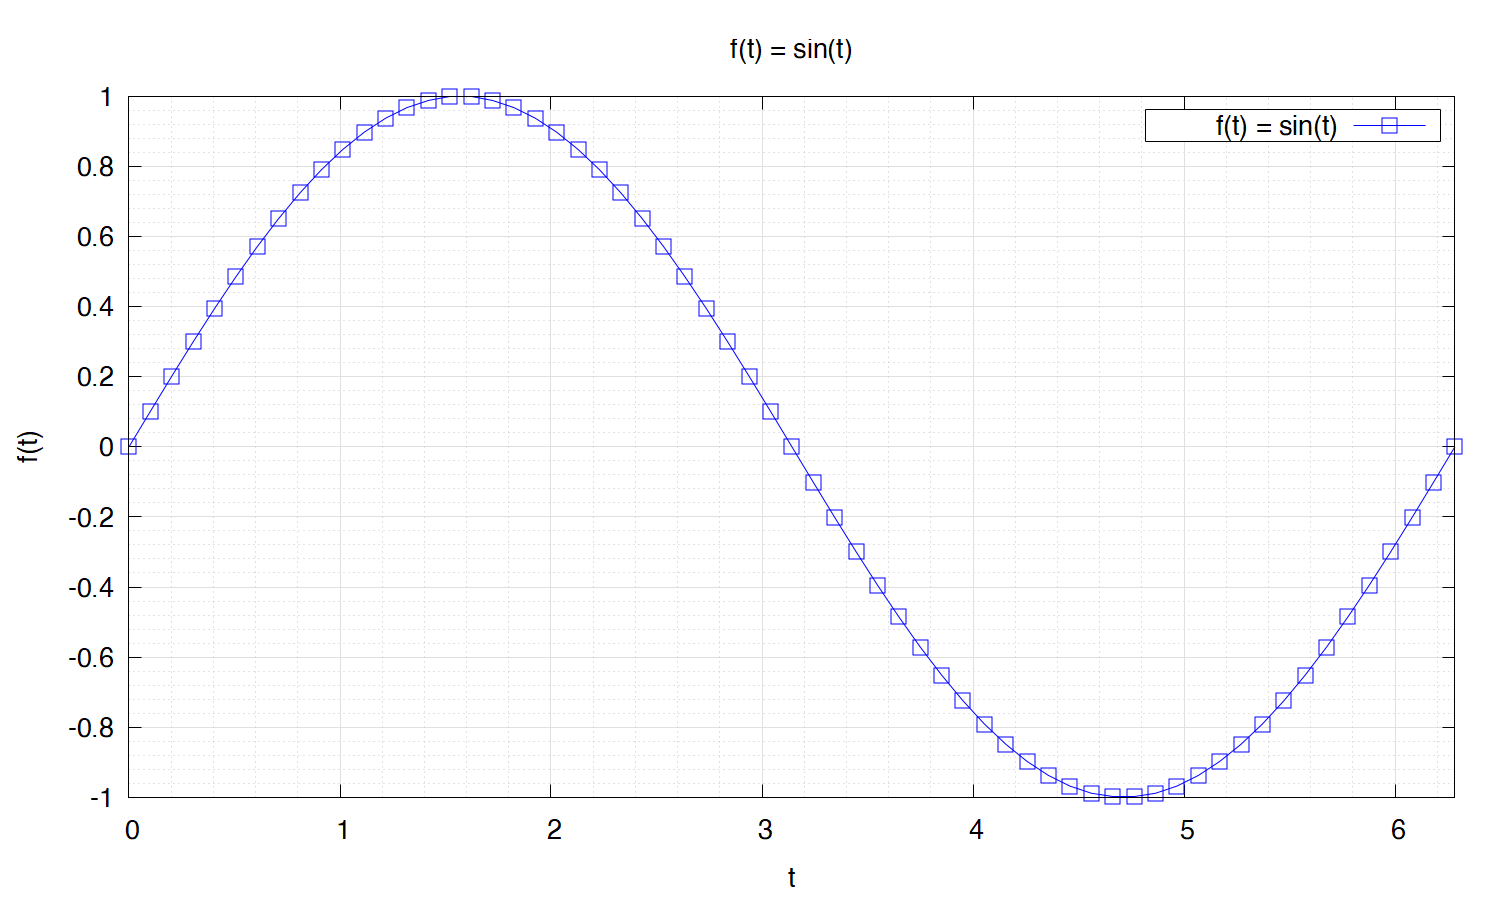 f(t) = sin(t)
f(t) = sin(t)
1
0.8
0.6
0.4
0.2
0
-0.2
-0.4
-0.6
-0.8
-1
f(t)
0 1 2 3 4 5 6
t